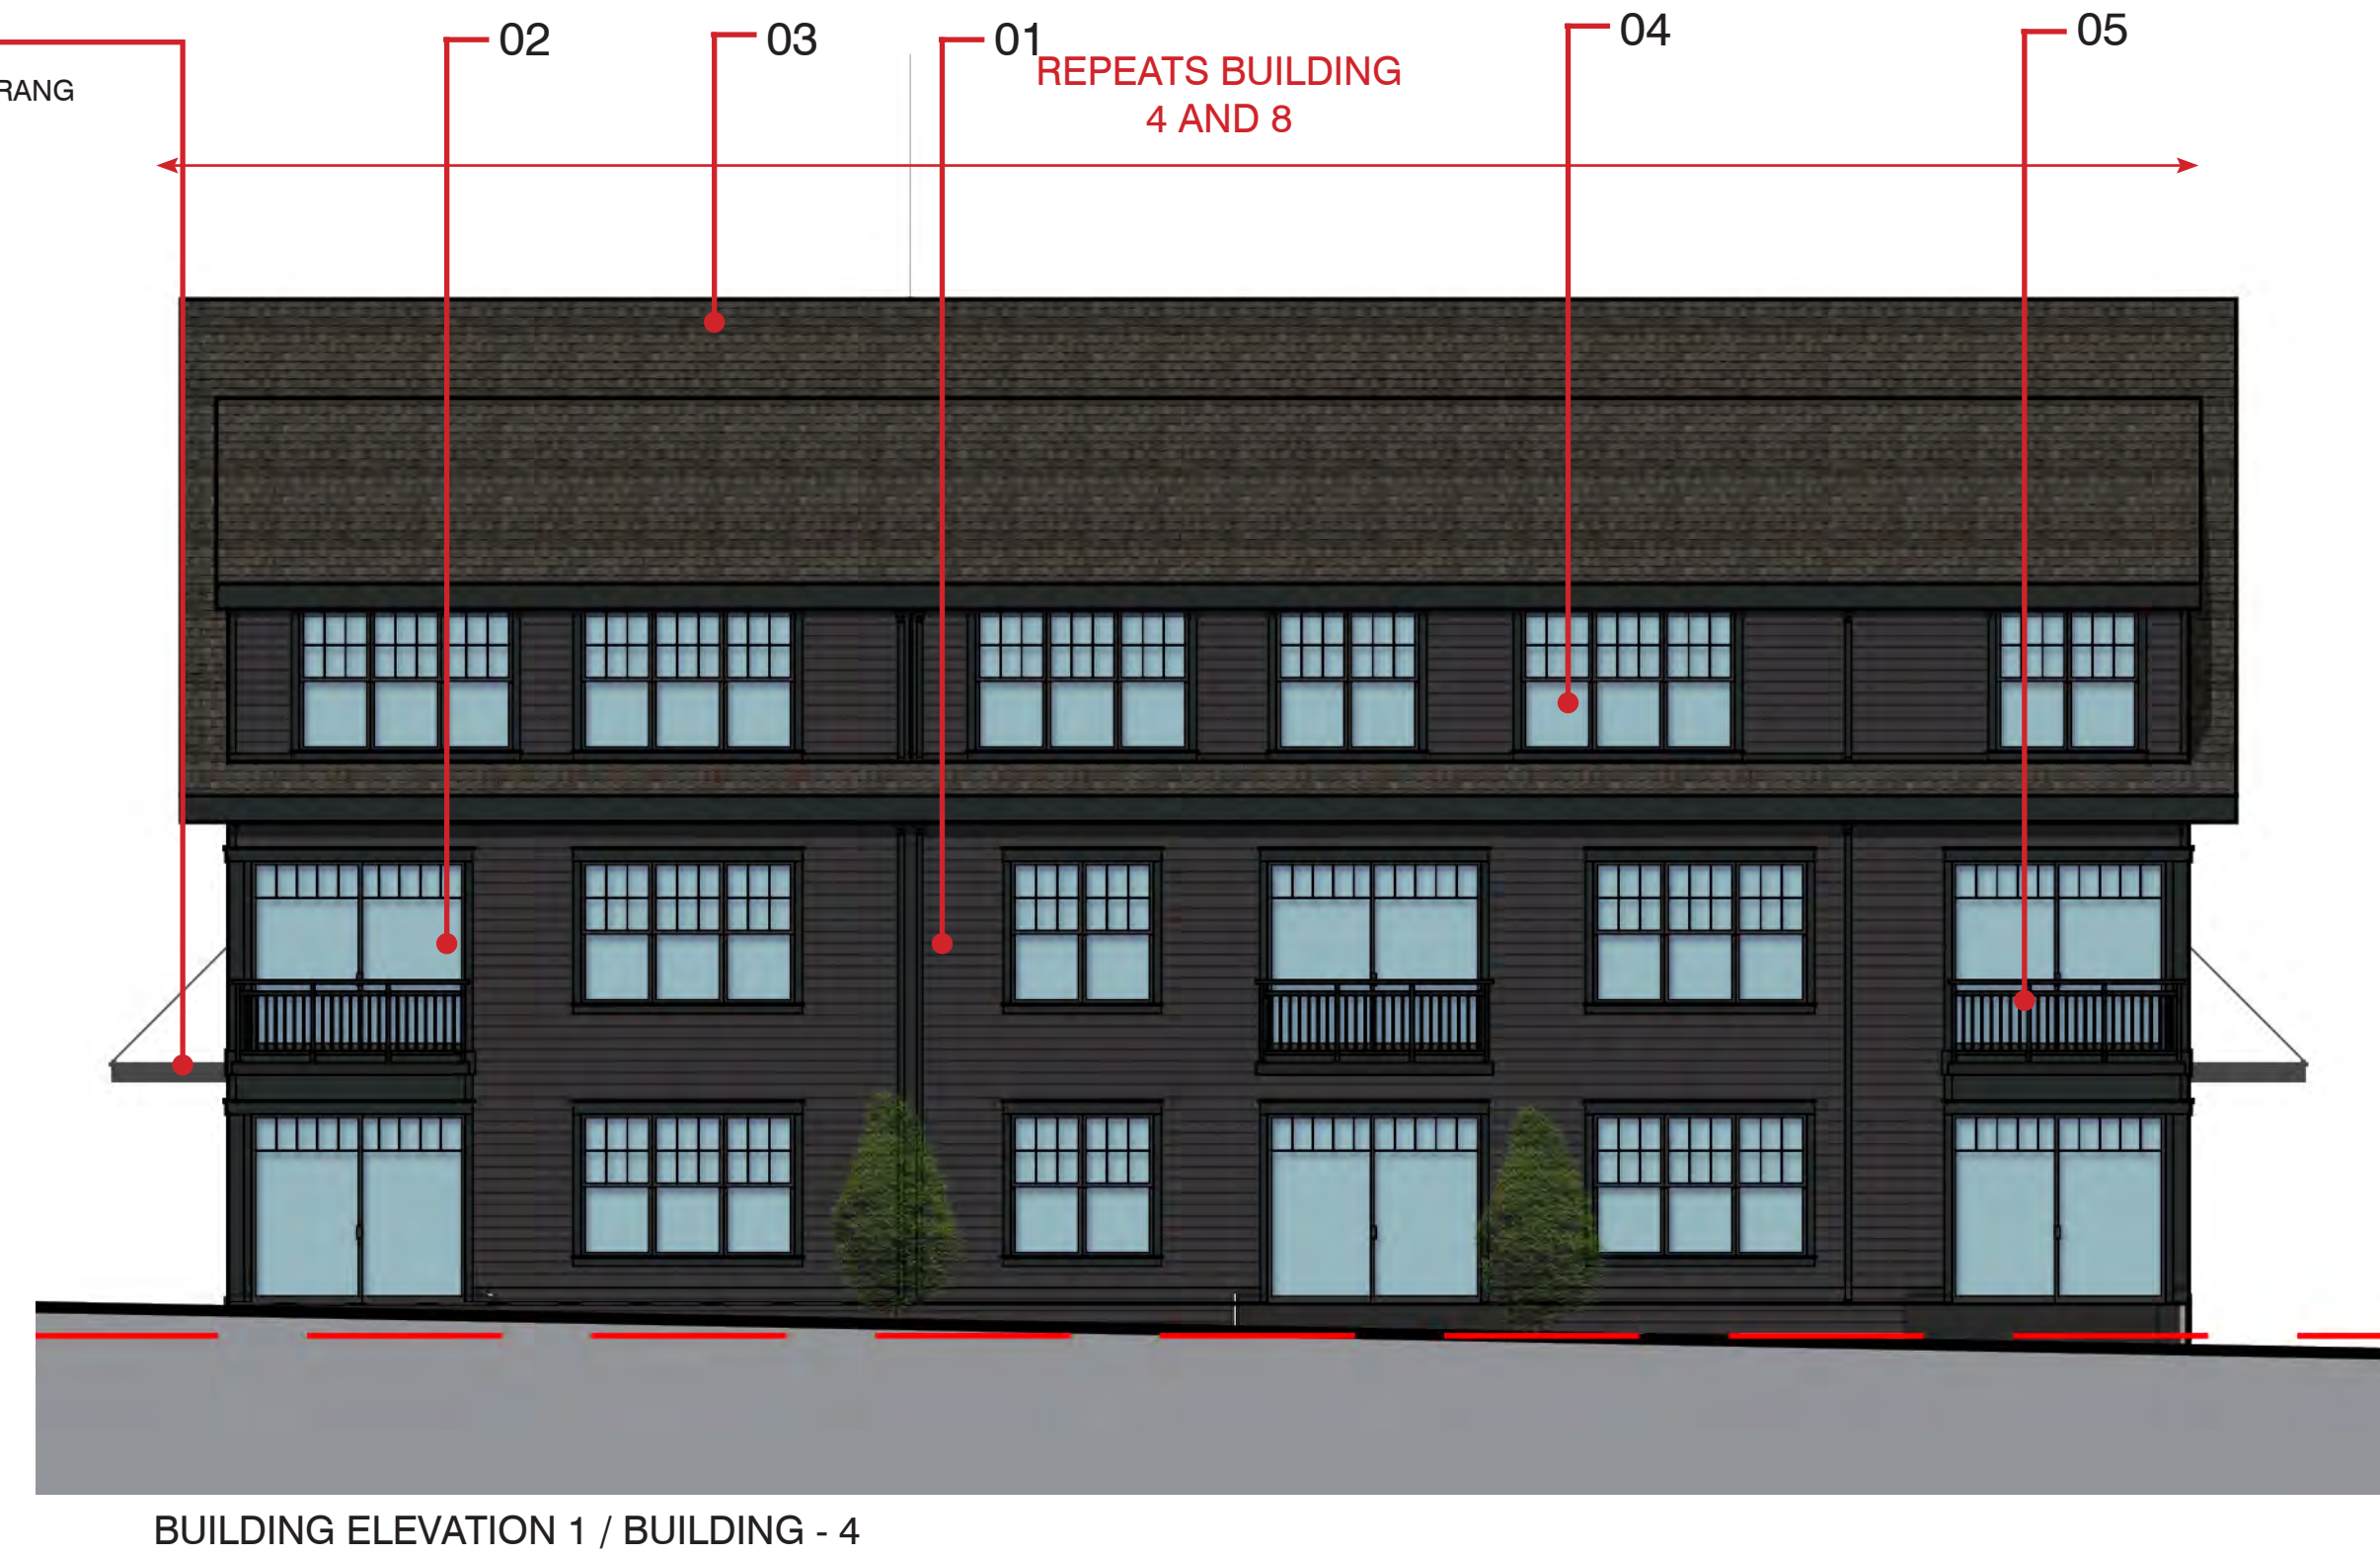 02
03
01
04
05
REPEATS BUILDING
4 AND 8
RANG
BUILDING ELEVATION 1 / BUILDING - 4